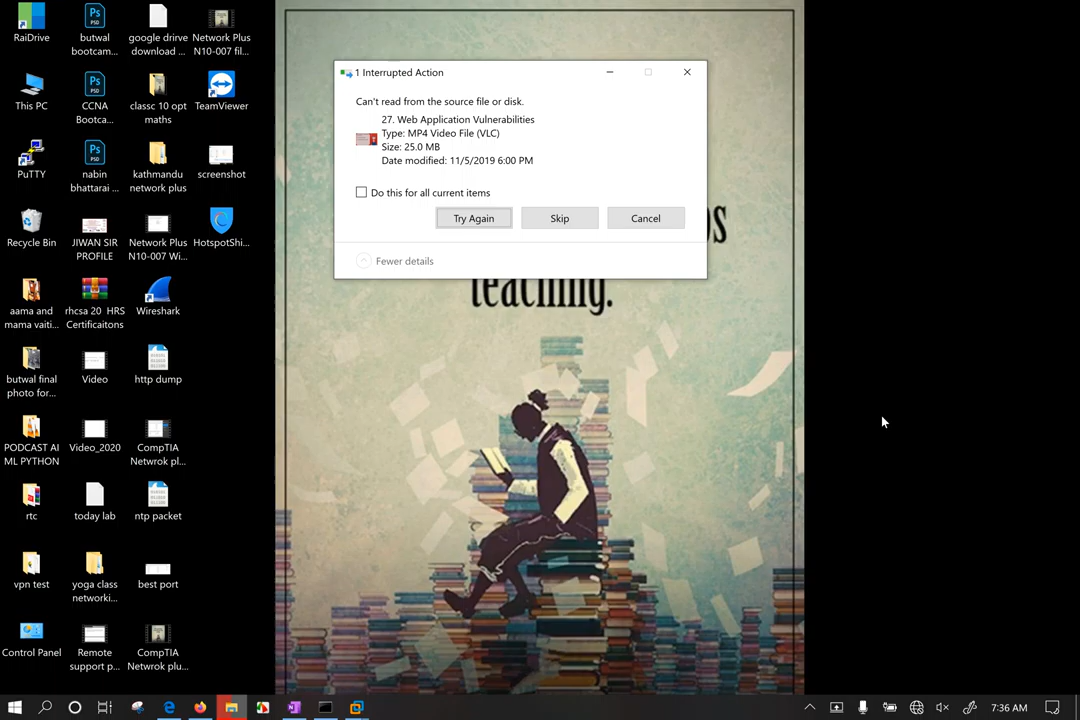 RaiDrive
butwal
bootcam...
google drirve
download ...
Network Plus
N10-007 fil...
This PC
CCNA
Bootca...
classc 10 opt
maths
TeamViewer
PuTTY
nabin
bhattarai ...
kathmandu
network plus
screenshot
Recycle Bin
JIWAN SIR
PROFILE
Network Plus
N10-007 Wi...
HotspotShi...
aama and
mama vaiti...
rhcsa 20 HRS
Certificaitons
Wireshark
butwal final
photo for...
Video
http dump
PODCAST AI
ML PYTHON
Video_2020
CompTIA
Netwrok pl...
rtc
today lab
ntp packet
vpn test
yoga class
networki...
best port
Control Panel
Remote
support p...
CompTIA
Netwrok plu...
1 Interrupted Action
Can't read from the source file or disk.
27. Web Application Vulnerabilities
Type: MP4 Video File (VLC)
Size: 25.0 MB
Date modified: 11/5/2019 6:00 PM
Do this for all current items
Try Again
Skip
Cancel
Fewer details
teaching.
7:36 AM